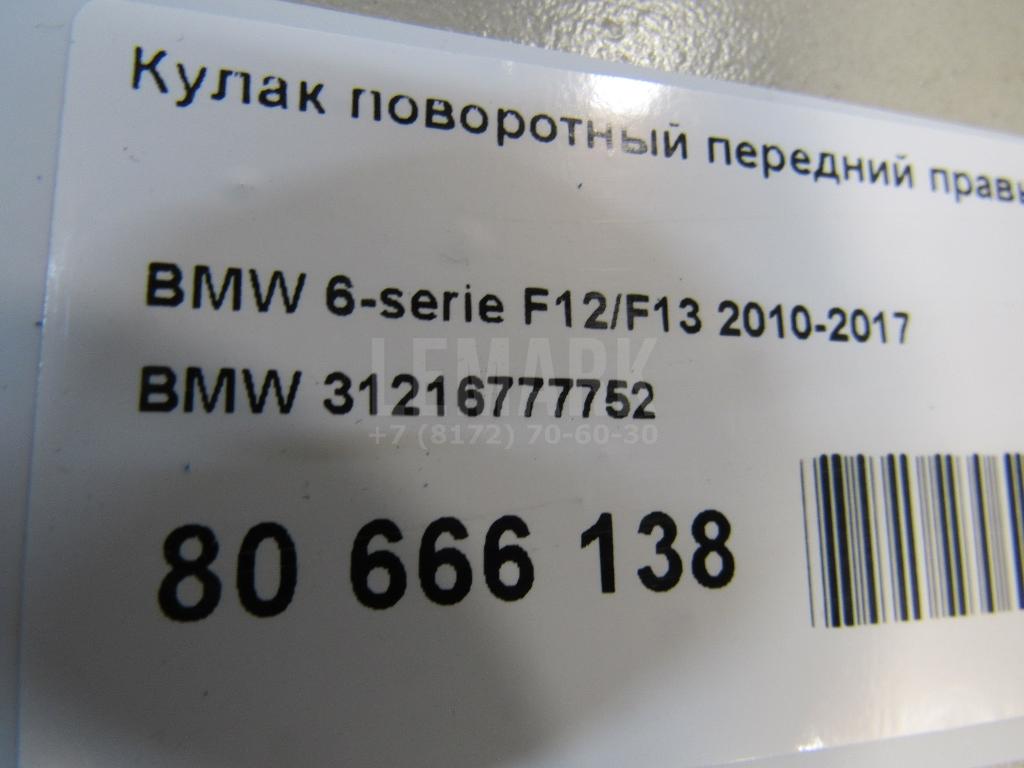 Кулак поворотный передний
BMW 6-serie F12/F13 2010-2017
LEMARK
BMW 31216777752
+7 (8172) 70-60-30
80 666 138